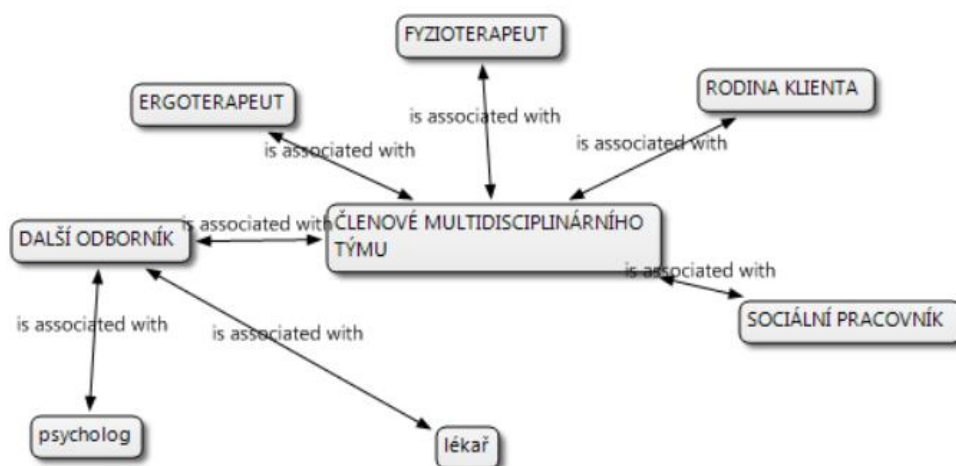 FYZIOTERAPEUT
ERGOTERAPEUT
RODINA KLIENTA
is associated with
is associated with
is associated with
is associated with
ČLENOVÉ MULTIDISCIPLINÁRNÍHO
TÝMU
DALŠÍ ODBORNÍK
is associated with
SOCIÁLNÍ PRACOVNÍK
is associated with
is associated with
psycholog
lékař